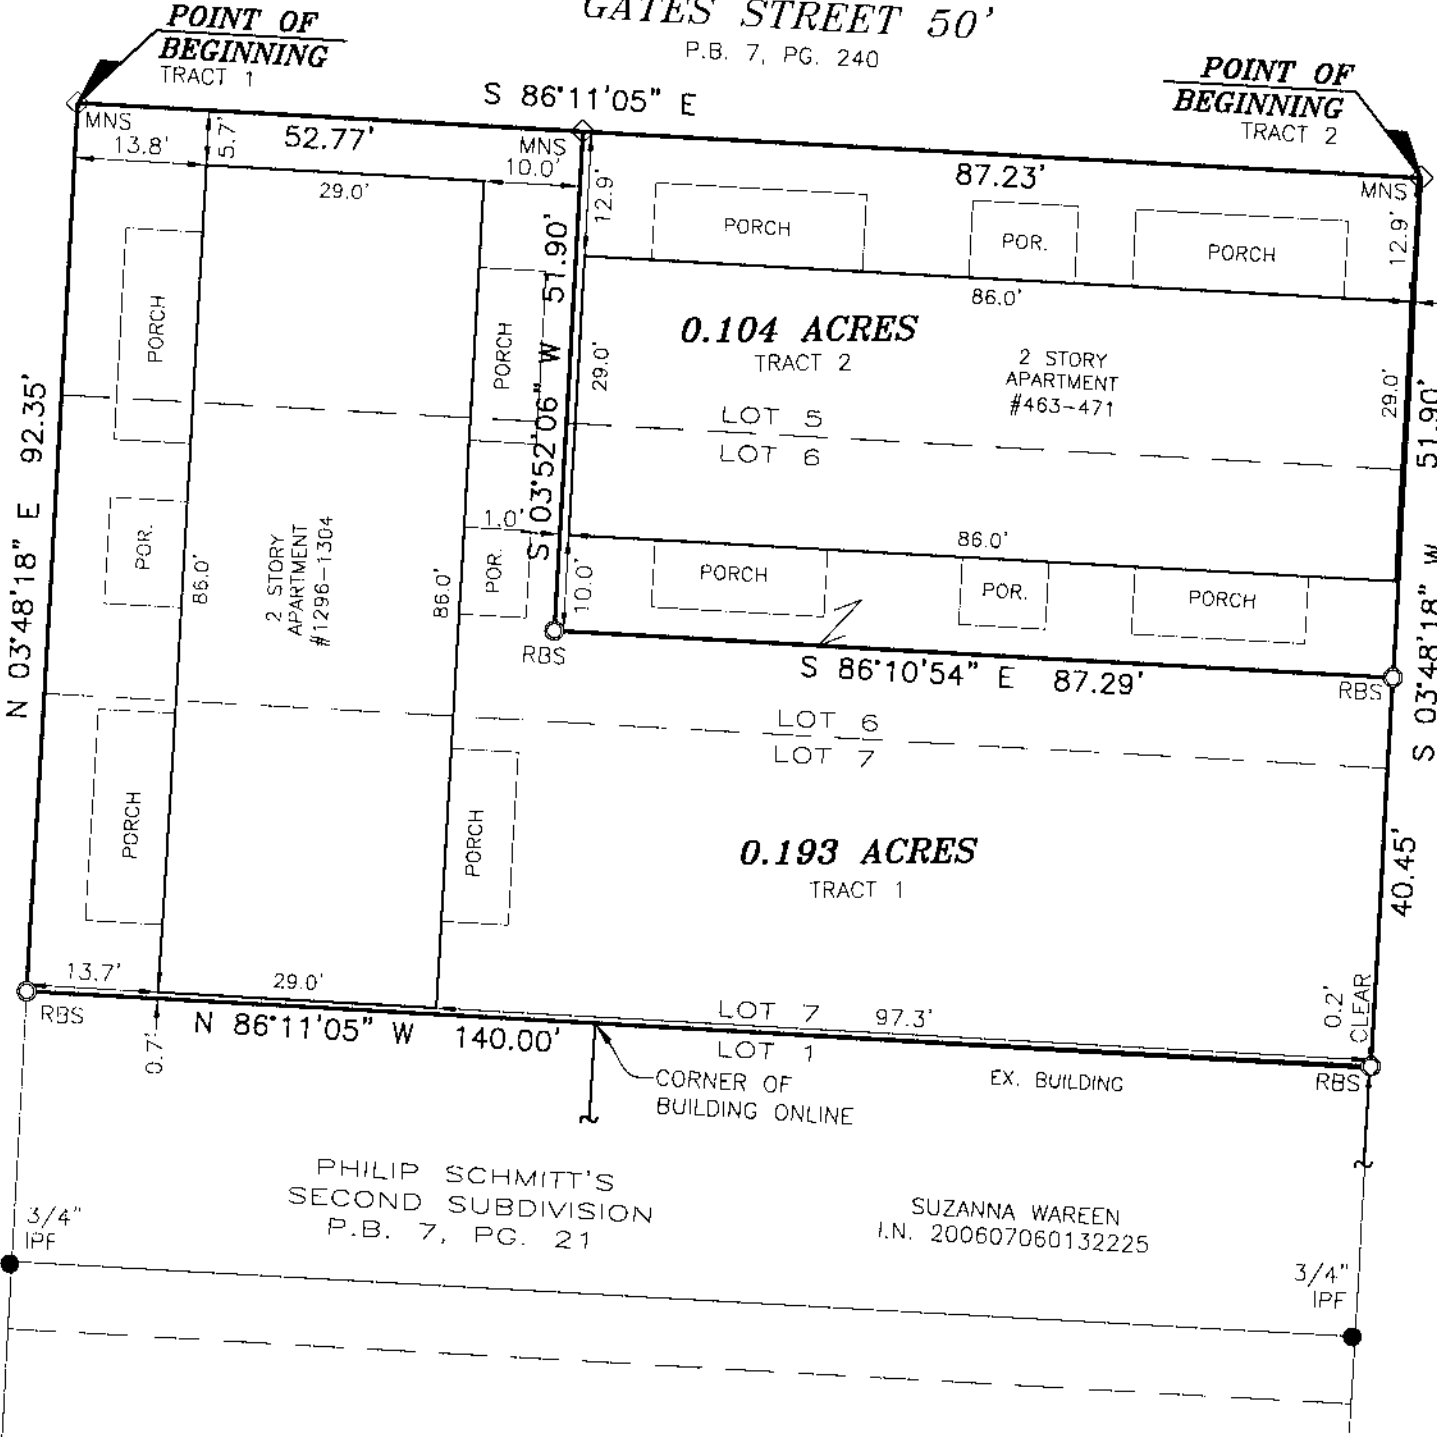 GATES STREET 50'
P.B. 7, PG. 240
POINT OF
BEGINNING
TRACT 1
POINT OF
BEGINNING
TRACT 2
S 86°11'05" E
MNS
52.77'
MNS
87.23'
MNS
13.8'
5.7'
10.0'
29.0'
12.9'
12.9'
PORCH
POR.
PORCH
86.0'
PORCH
PORCH
S 03°52'06" W 51.90'
0.104 ACRES
TRACT 2
2 STORY
APARTMENT
#463-471
29.0'
29.0'
LOT 5
LOT 6
N 03°48'18" E 92.35'
S 03°48'18" W 51.90'
POR.
86.0'
2 STORY
APARTMENT
#1296-1304
86.0'
1.0'
POR.
10.0'
86.0'
PORCH
POR.
PORCH
RBS
S 86°10'54" E 87.29'
RBS
LOT 6
LOT 7
PORCH
PORCH
0.193 ACRES
TRACT 1
40.45'
0.2'
CLEAR
13.7'
29.0'
RBS
N 86°11'05" W 140.00'
0.7'
LOT 7
97.3'
LOT 1
CORNER OF
BUILDING ONLINE
EX. BUILDING
RBS
PHILIP SCHMITT'S
SECOND SUBDIVISION
P.B. 7, PG. 21
SUZANNA WAREEN
I.N. 200607060132225
3/4"
IPF
3/4"
IPF